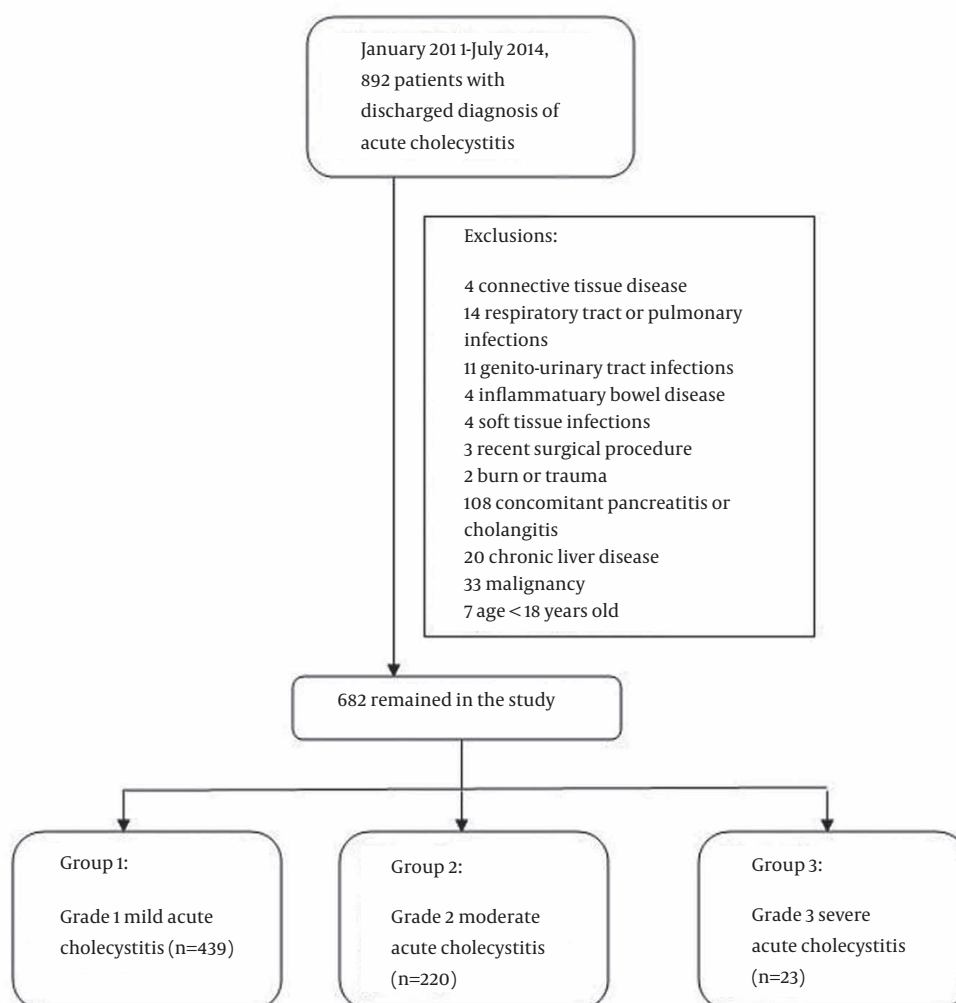 January 2011-July 2014,
892 patients with
discharged diagnosis of
acute cholecystitis
Exclusions:
4 connective tissue disease
14 respiratory tract or pulmonary
infections
11 genito-urinary tract infections
4 inflammatuary bowel disease
4 soft tissue infections
3 recent surgical procedure
2 burn or trauma
108 concomitant pancreatitis or
cholangitis
20 chronic liver disease
33 malignancy
7 age < 18 years old
682 remained in the study
Group 1:
Grade 1 mild acute
cholecystitis (n=439)
Group 2:
Grade 2 moderate
acute cholecystitis
(n=220)
Group 3:
Grade 3 severe
acute cholecystitis
(n=23)